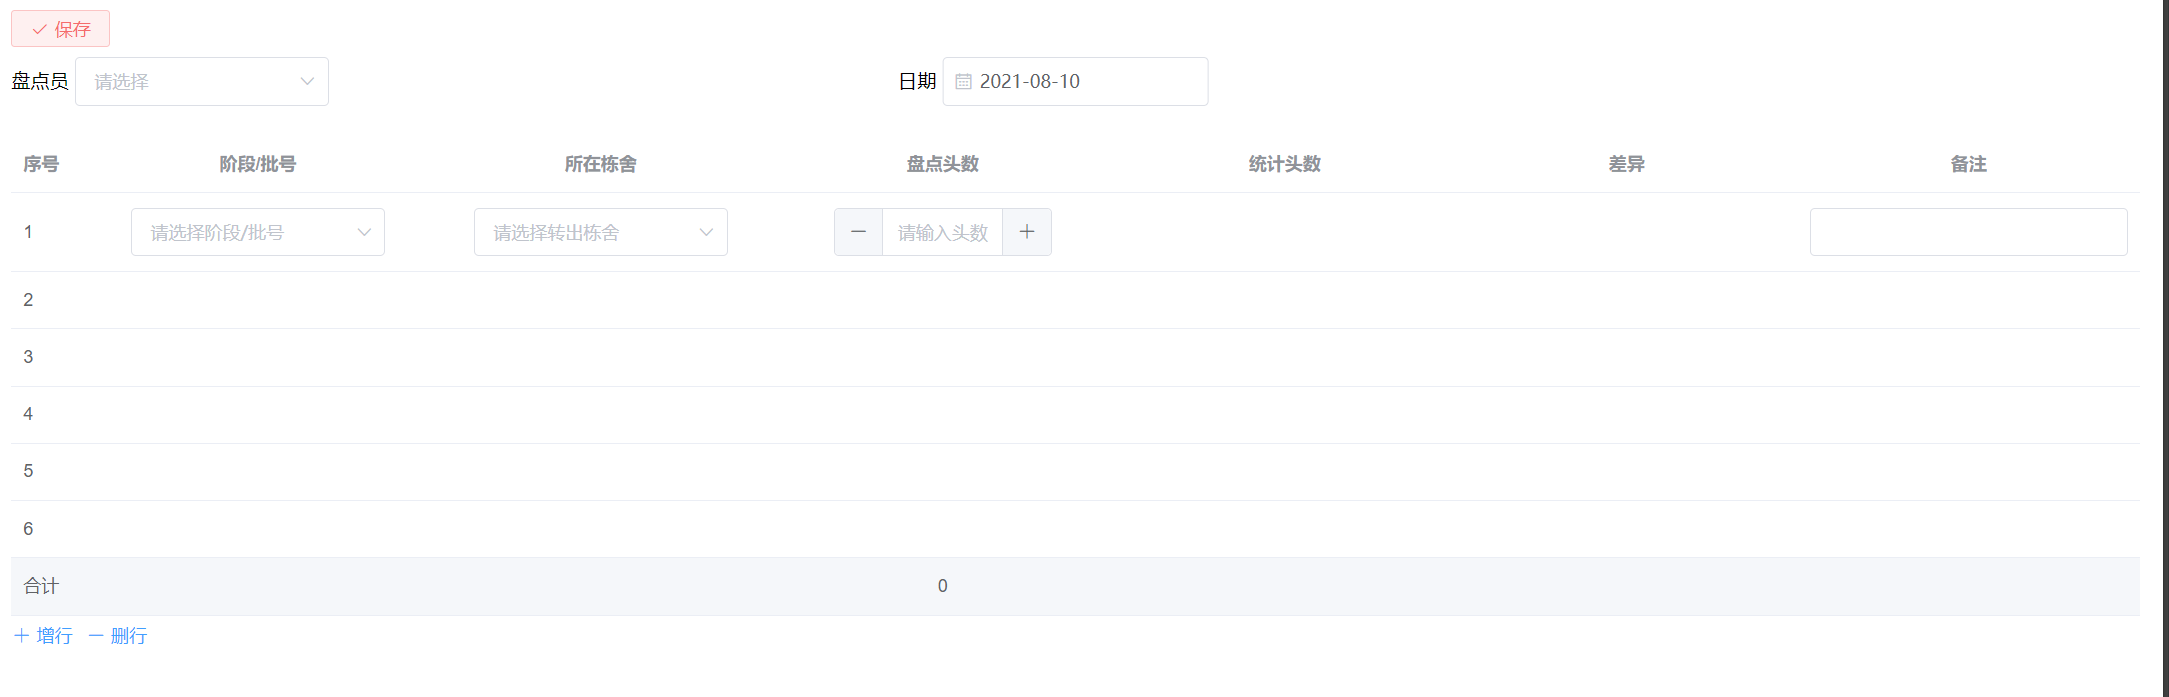 保存
盘点员 请选择 日期 2021-08-10
序号 阶段/批号 所在栋舍 盘点头数 统计头数 差异 备注
1 请选择阶段/批号 请选择转出栋舍 请输入头数
2
3
4
5
6
合计 0
增行 删行